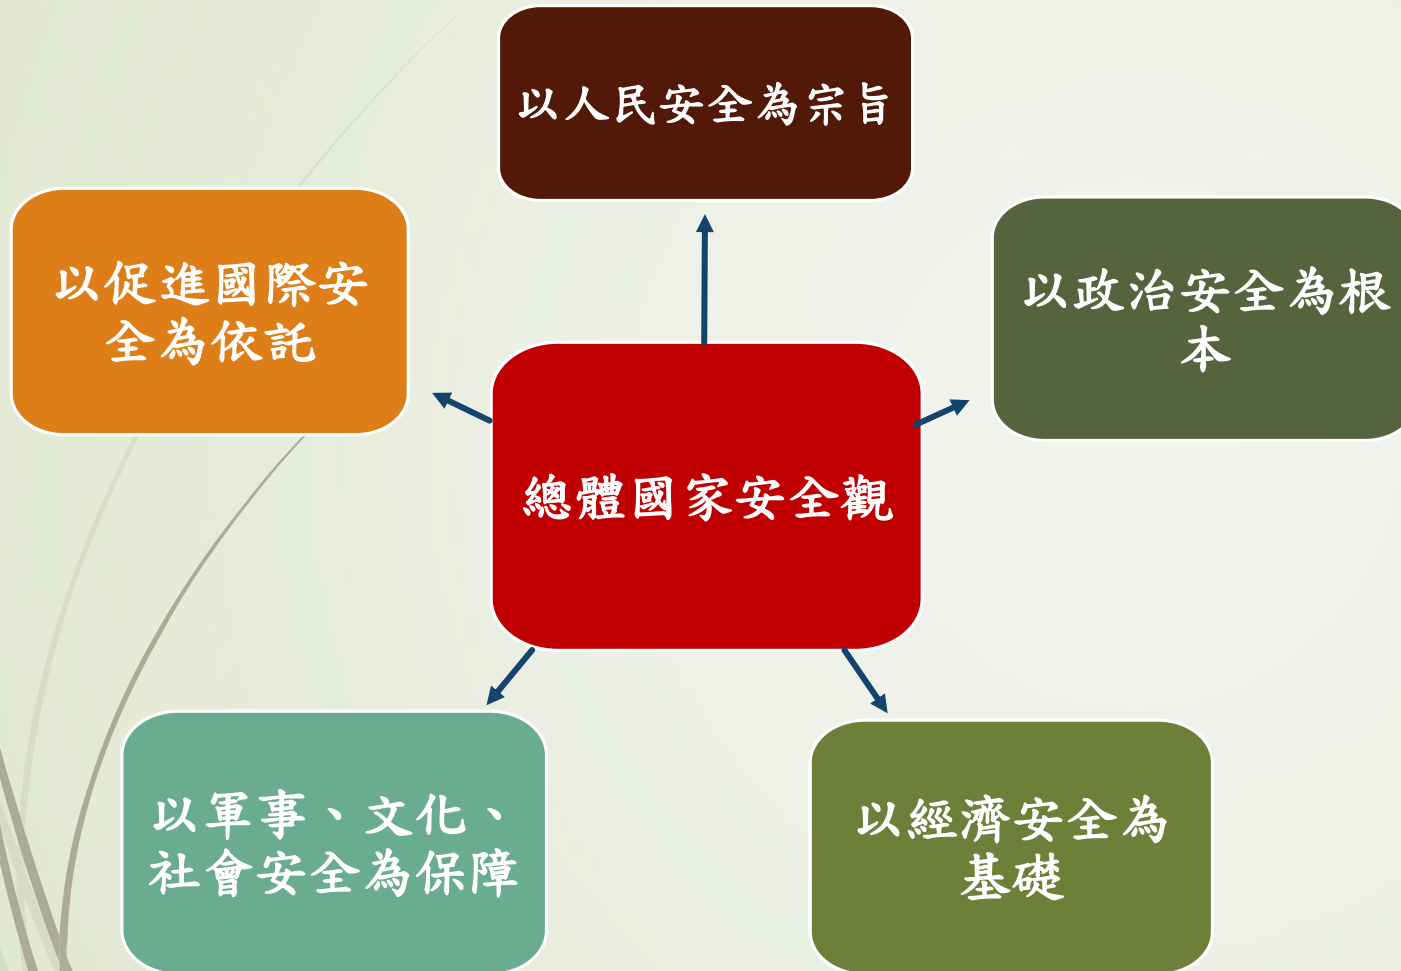 以人民安全為宗旨
以促進國際安
全為依託
以政治安全為根
本
總體國家安全觀
以軍事、文化、
社會安全為保障
以經濟安全為
基礎